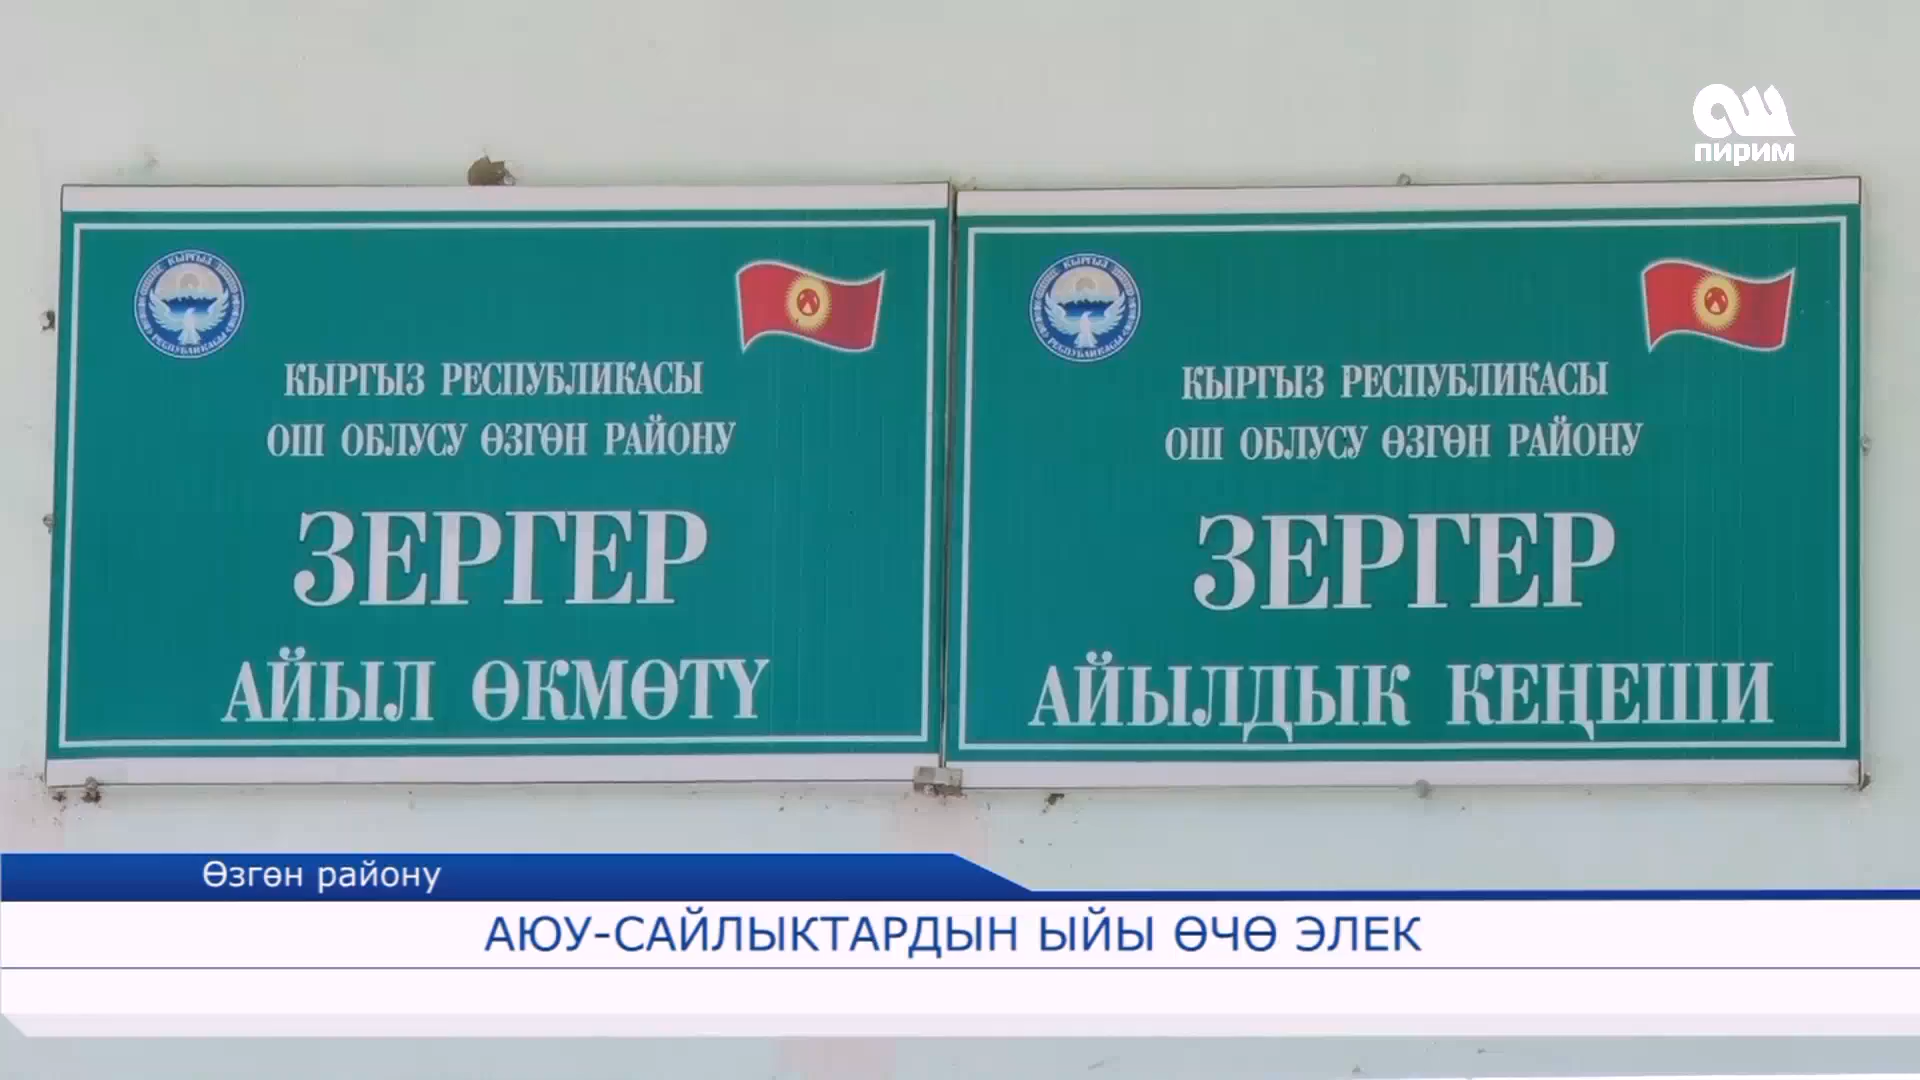 ОШ
ПИРИМ
КЫРГЫЗ РЕСПУБЛИКАСЫ
ОШ ОБЛУСУ ӨЗГӨН РАЙОНУ
ЗЕРГЕР
АЙЫЛ ӨКМӨТҮ
КЫРГЫЗ РЕСПУБЛИКАСЫ
ОШ ОБЛУСУ ӨЗГӨН РАЙОНУ
ЗЕРГЕР
АЙЫЛДЫК КЕҢЕШИ
Өзгөн району
АЮУ-САЙЛЫКТАРДЫН ЫЙЫ ӨЧӨ ЭЛЕК